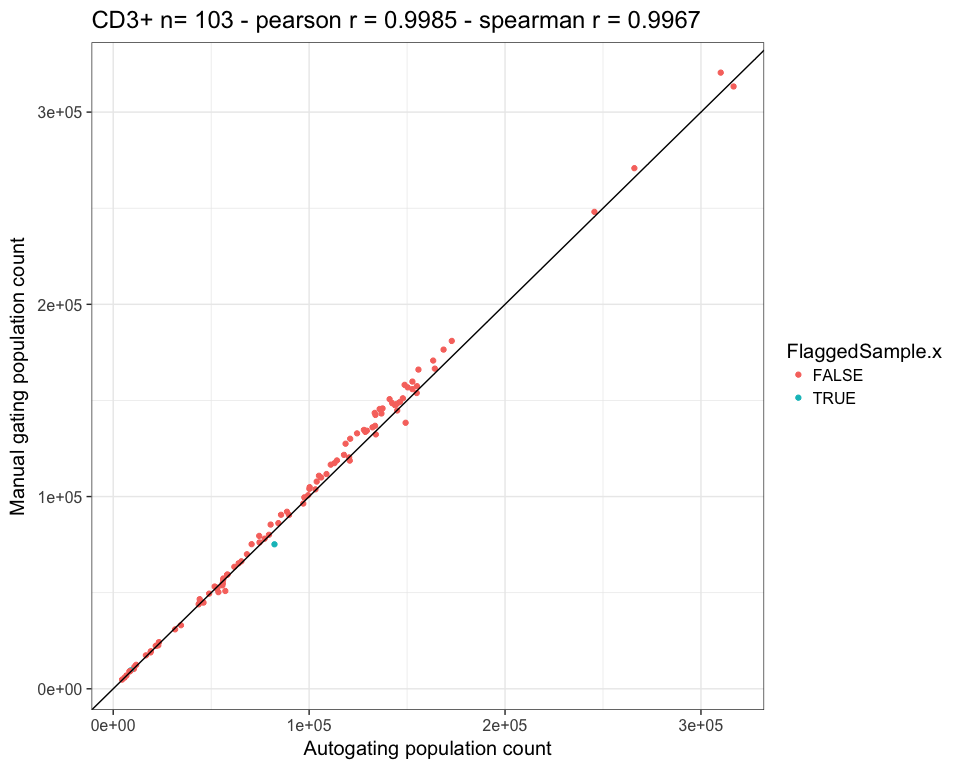 CD3+ n= 103 - pearson r = 0.9985 - spearman r = 0.9967
Manual gating population count
3e+05
2e+05
1e+05
0e+00
0e+00 1e+05 2e+05 3e+05
Autogating population count
FlaggedSample.x
FALSE
TRUE